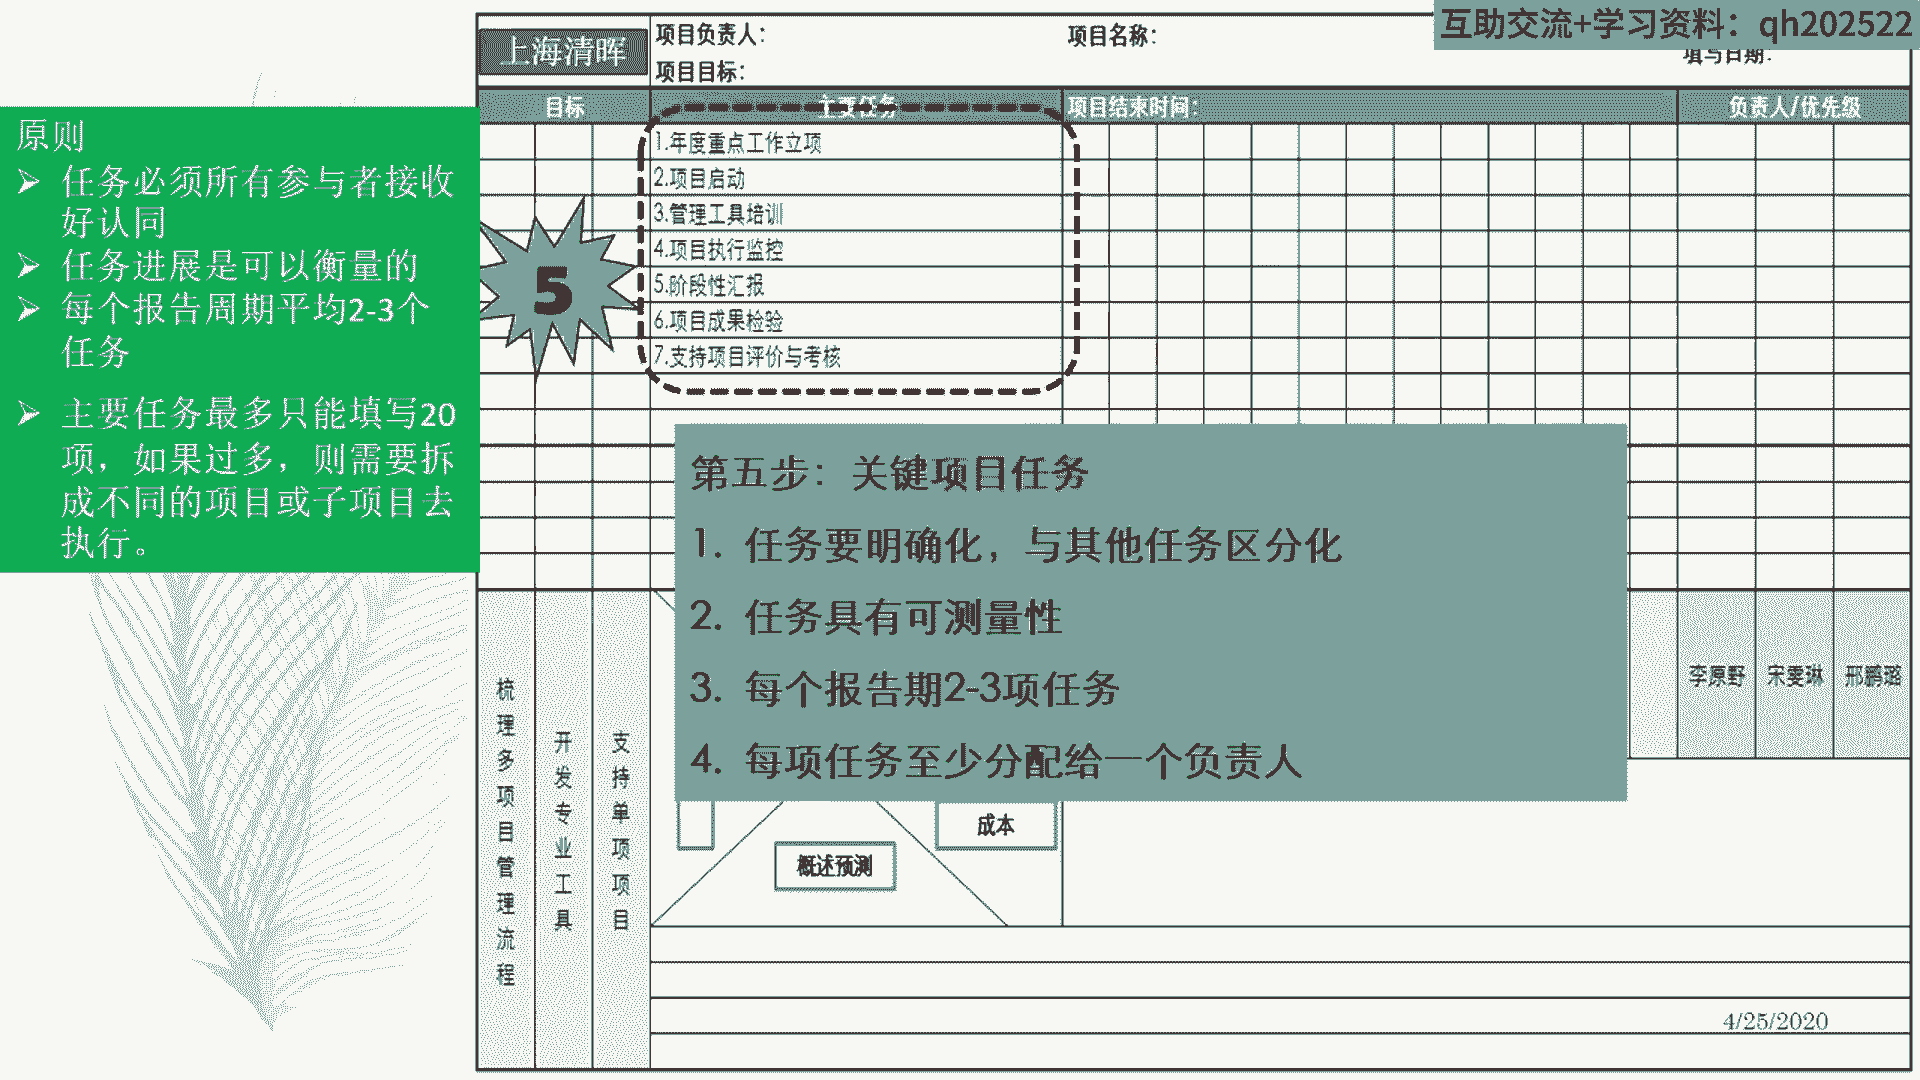 互助交流+学习资料：qh202522
上海清晖
项目负责人：
项目名称：
填写日期：
项目目标：
目标
主要任务
项目结束时间：
负责人/优先级
1.年度重点工作立项
2.项目启动
3.管理工具培训
4.项目执行监控
5.阶段性汇报
6.项目成果检验
7.支持项目评价与考核
5
原则
任务必须所有参与者接收
好认同
任务进展是可以衡量的
每个报告周期平均2-3个
任务
主要任务最多只能填写20
项，如果过多，则需要拆
成不同的项目或子项目去
执行。
第五步：关键项目任务
1. 任务要明确化，与其他任务区分化
2. 任务具有可测量性
3. 每个报告期2-3项任务
4. 每项任务至少分配给一个负责人
李原野
宋雯琳
邢鹏璐
梳理多项目管理流程
开发专业工具
支持单项项目
成本
概述预测
4/25/2020